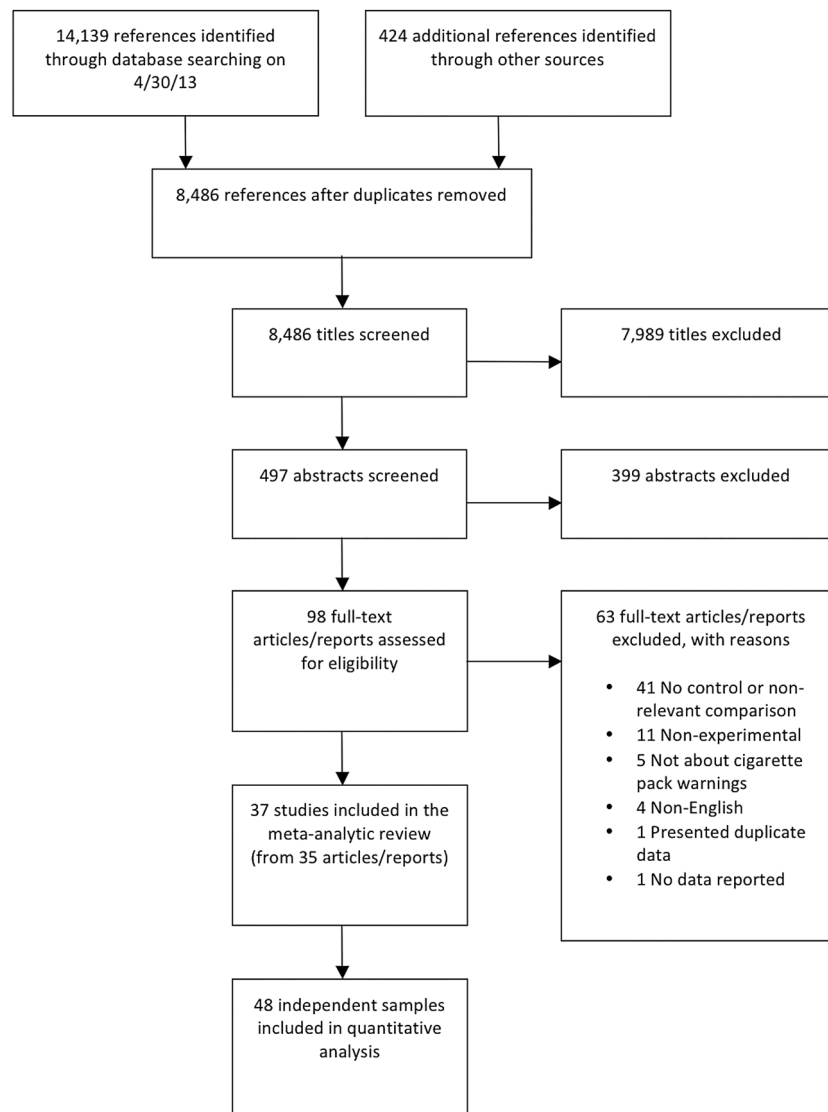 14,139 references identified
through database searching on
4/30/13
424 additional references identified
through other sources
8,486 references after duplicates removed
8,486 titles screened
7,989 titles excluded
497 abstracts screened
399 abstracts excluded
98 full-text
articles/reports assessed
for eligibility
63 full-text articles/reports
excluded, with reasons
• 41 No control or non-
relevant comparison
• 11 Non-experimental
• 5 Not about cigarette
pack warnings
• 4 Non-English
• 1 Presented duplicate
data
• 1 No data reported
37 studies included in the
meta-analytic review
(from 35 articles/reports)
48 independent samples
included in quantitative
analysis